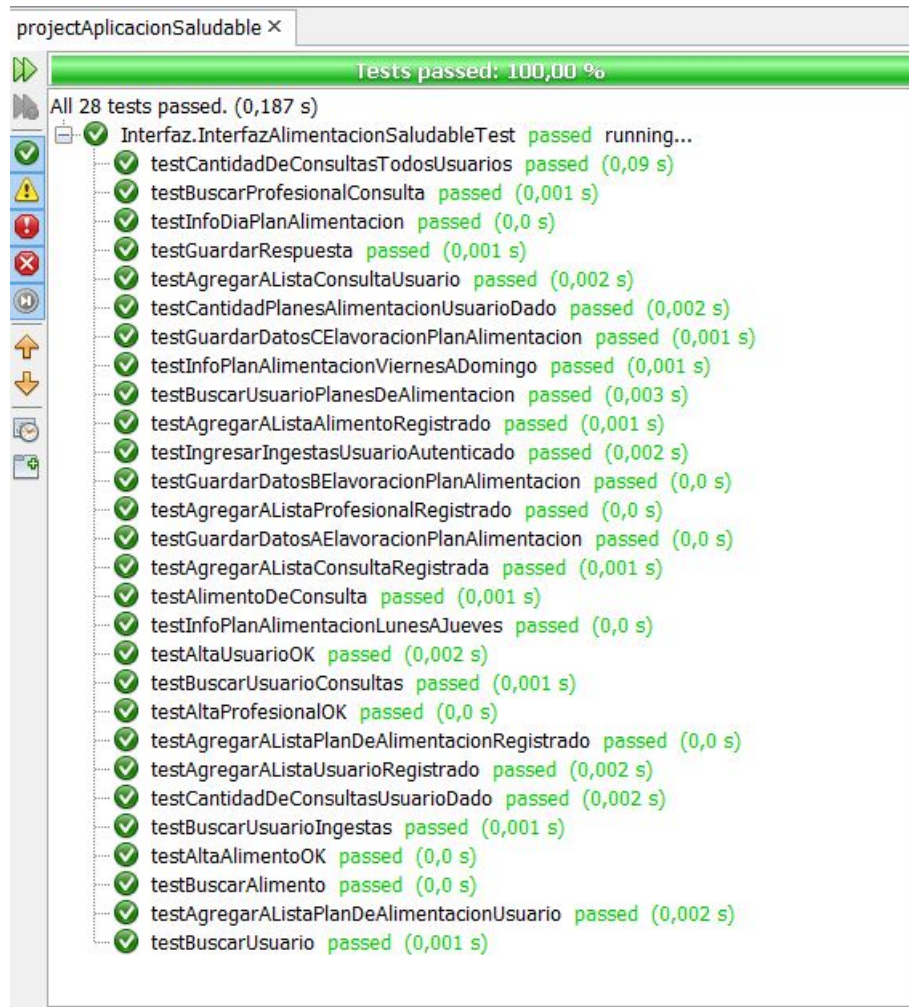 projectAplicacionSaludable ×
Tests passed: 100,00 %
All 28 tests passed. (0,187 s)
Interfaz.InterfazAlimentacionSaludableTest passed running...
testCantidadDeConsultasTodosUsuarios passed (0,09 s)
testBuscarProfesionalConsulta passed (0,001 s)
testInfoDiaPlanAlimentacion passed (0,0 s)
testGuardarRespuesta passed (0,001 s)
testAgregarAListaConsultaUsuario passed (0,002 s)
testCantidadPlanesAlimentacionUsuarioDado passed (0,002 s)
testGuardarDatosCElavoracionPlanAlimentacion passed (0,001 s)
testInfoPlanAlimentacionViernesADomingo passed (0,001 s)
testBuscarUsuarioPlanesDeAlimentacion passed (0,003 s)
testAgregarAListaAlimentoRegistrado passed (0,001 s)
testIngresarIngestasUsuarioAutenticado passed (0,002 s)
testGuardarDatosBElavoracionPlanAlimentacion passed (0,0 s)
testAgregarAListaProfesionalRegistrado passed (0,0 s)
testGuardarDatosAElavoracionPlanAlimentacion passed (0,0 s)
testAgregarAListaConsultaRegistrada passed (0,001 s)
testAlimentoDeConsulta passed (0,001 s)
testInfoPlanAlimentacionLunesAJueves passed (0,0 s)
testAltaUsuarioOK passed (0,002 s)
testBuscarUsuarioConsultas passed (0,001 s)
testAltaProfesionalOK passed (0,0 s)
testAgregarAListaPlanDeAlimentacionRegistrado passed (0,0 s)
testAgregarAListaUsuarioRegistrado passed (0,002 s)
testCantidadDeConsultasUsuarioDado passed (0,002 s)
testBuscarUsuarioIngestas passed (0,001 s)
testAltaAlimentoOK passed (0,0 s)
testBuscarAlimento passed (0,0 s)
testAgregarAListaPlanDeAlimentacionUsuario passed (0,002 s)
testBuscarUsuario passed (0,001 s)